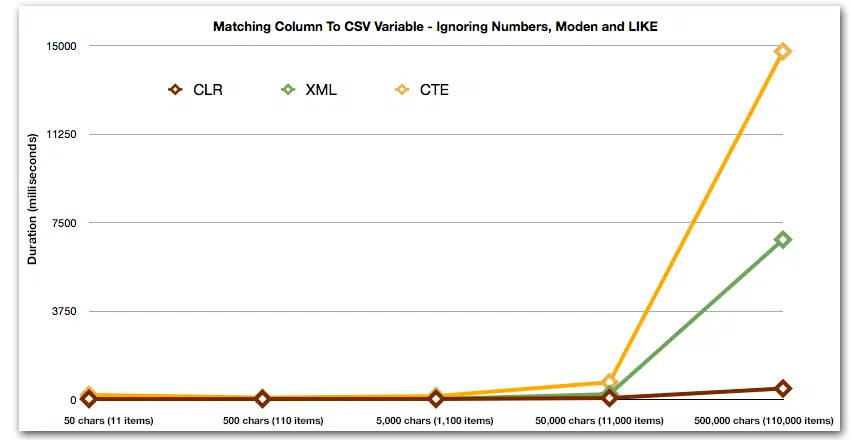 Matching Column To CSV Variable - Ignoring Numbers, Moden and LIKE
15000
CLR XML CTE
11250
Duration (milliseconds)
7500
3750
0
50 chars (11 items) 500 chars (110 items) 5,000 chars (1,100 items) 50,000 chars (11,000 items) 500,000 chars (110,000 items)